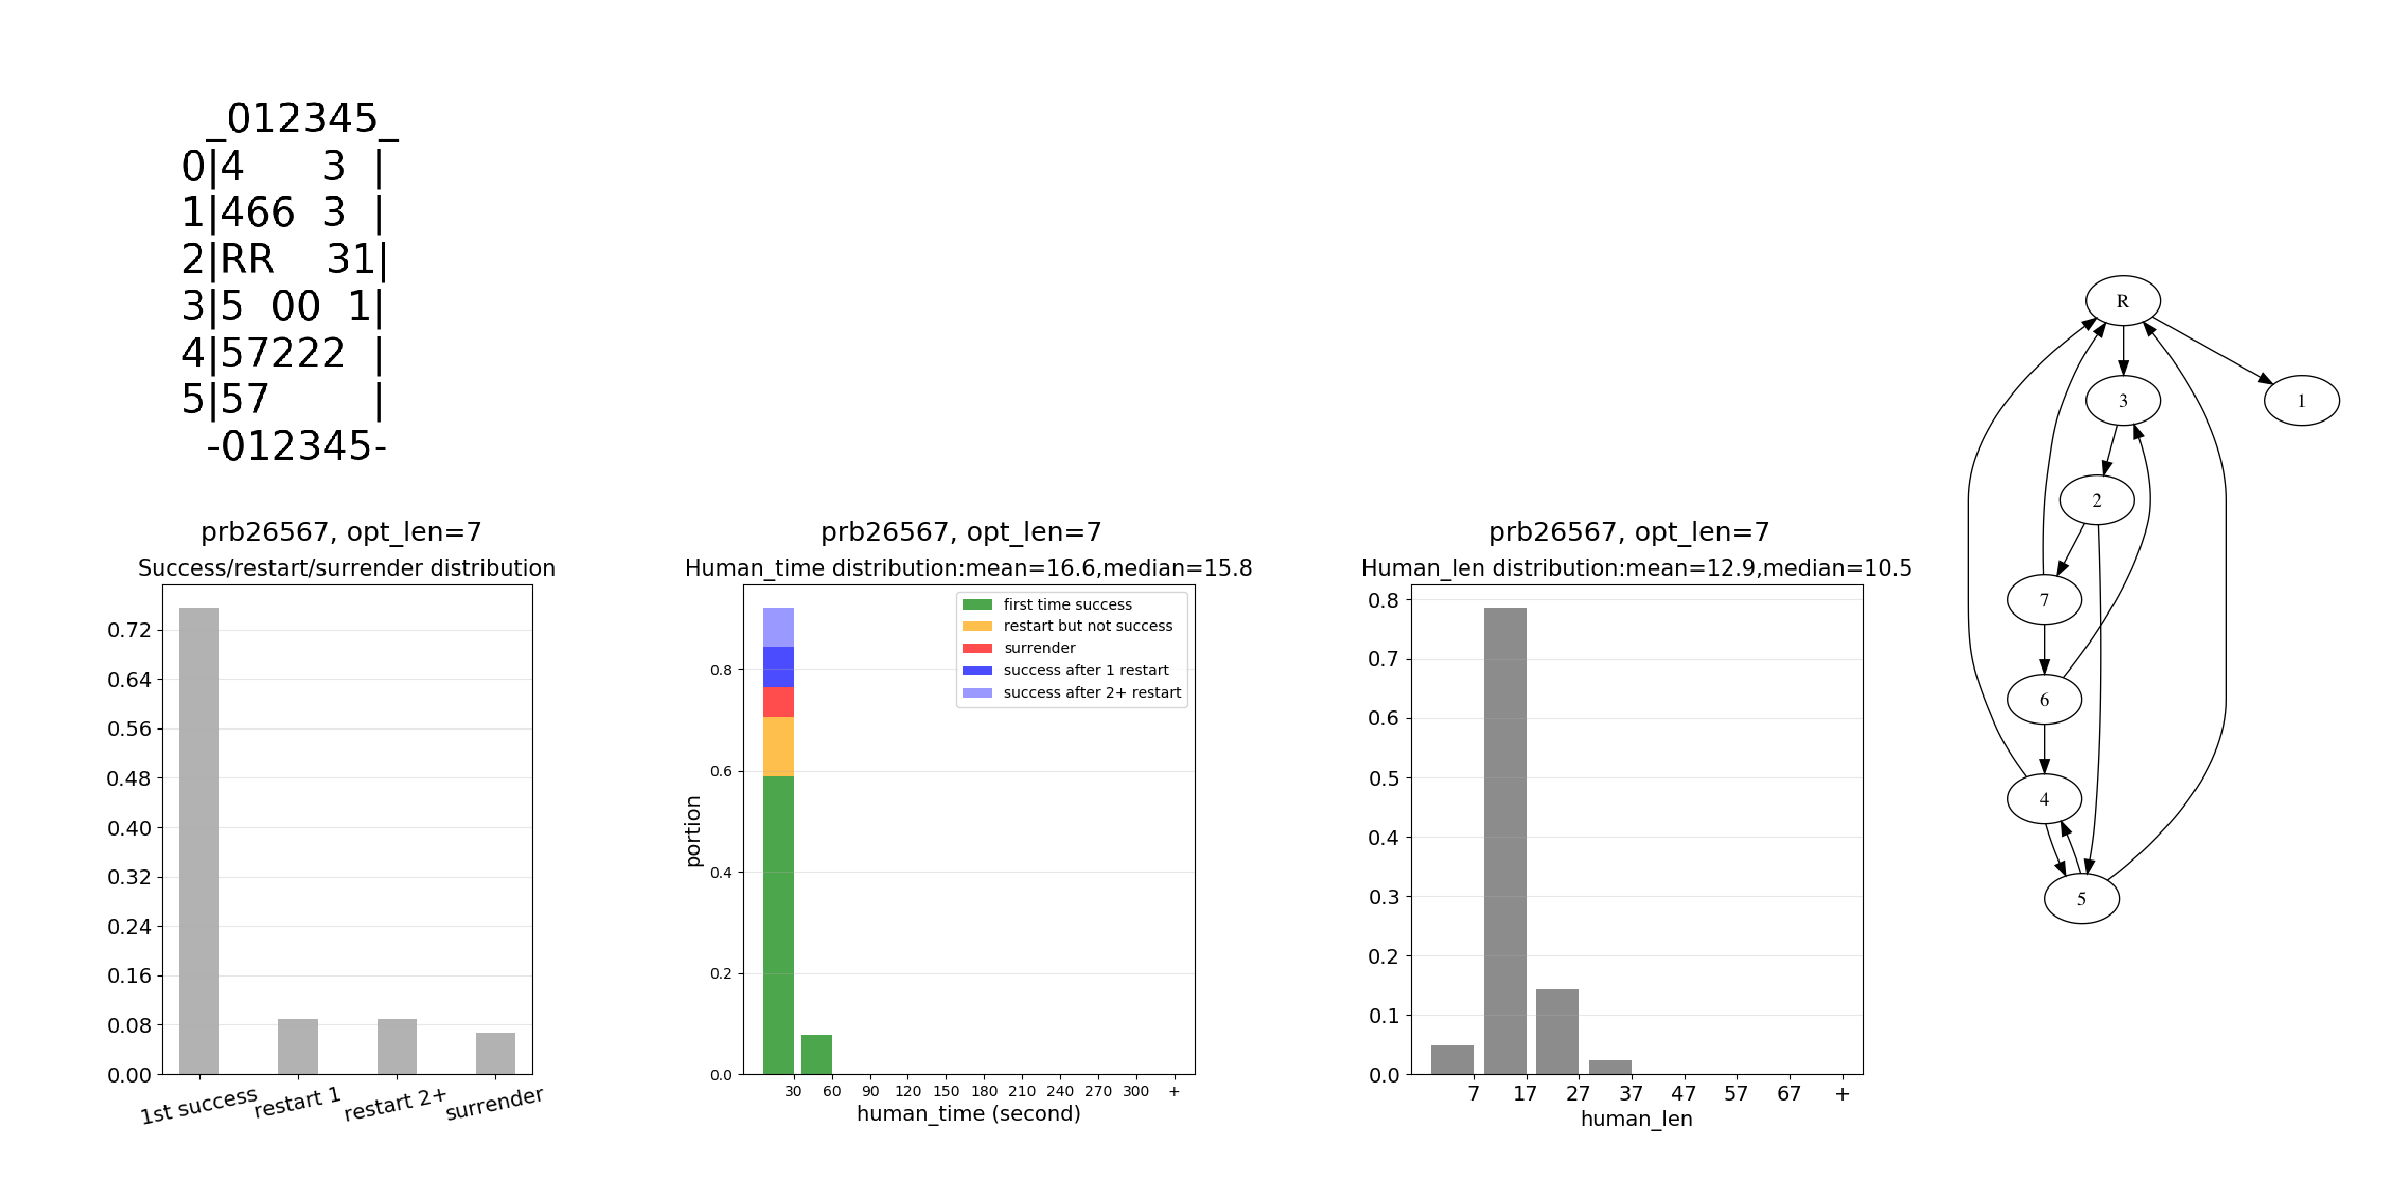 _012345_
0|4      3  |
1|466  3  |
2|RR    31|
3|5  00  1|
4|57222  |
5|57        |
-012345-
prb26567, opt_len=7
Success/restart/surrender distribution
0.72
0.64
0.56
0.48
0.40
0.32
0.24
0.16
0.08
0.00
1st success
restart 1
restart 2+
surrender
prb26567, opt_len=7
Human_time distribution:mean=16.6,median=15.8
first time success
restart but not success
surrender
success after 1 restart
success after 2+ restart
portion
0.8
0.6
0.4
0.2
0.0
30 60 90 120 150 180 210 240 270 300 +
human_time (second)
prb26567, opt_len=7
Human_len distribution:mean=12.9,median=10.5
0.8
0.7
0.6
0.5
0.4
0.3
0.2
0.1
0.0
7 17 27 37 47 57 67 +
human_len
R
3
1
2
7
6
4
5